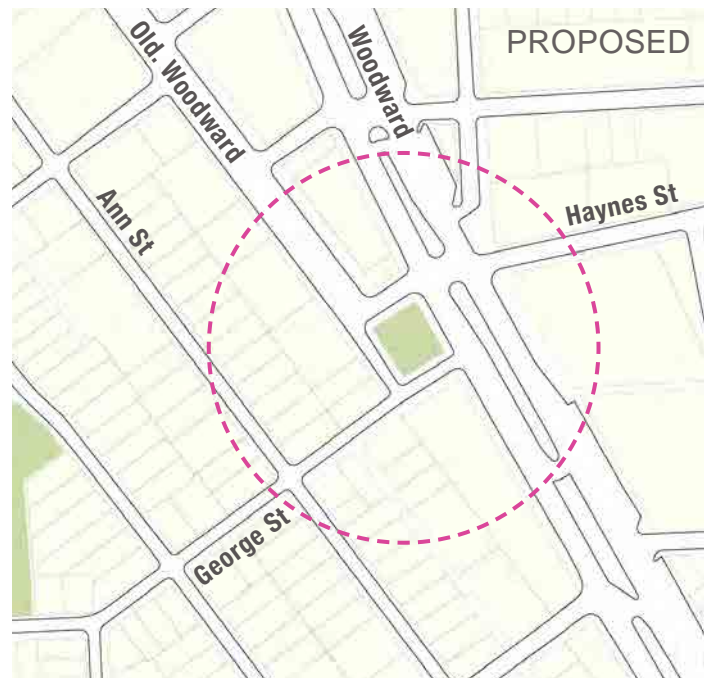 PROPOSED
Old. Woodward
Woodward
Ann St
Haynes St
George St